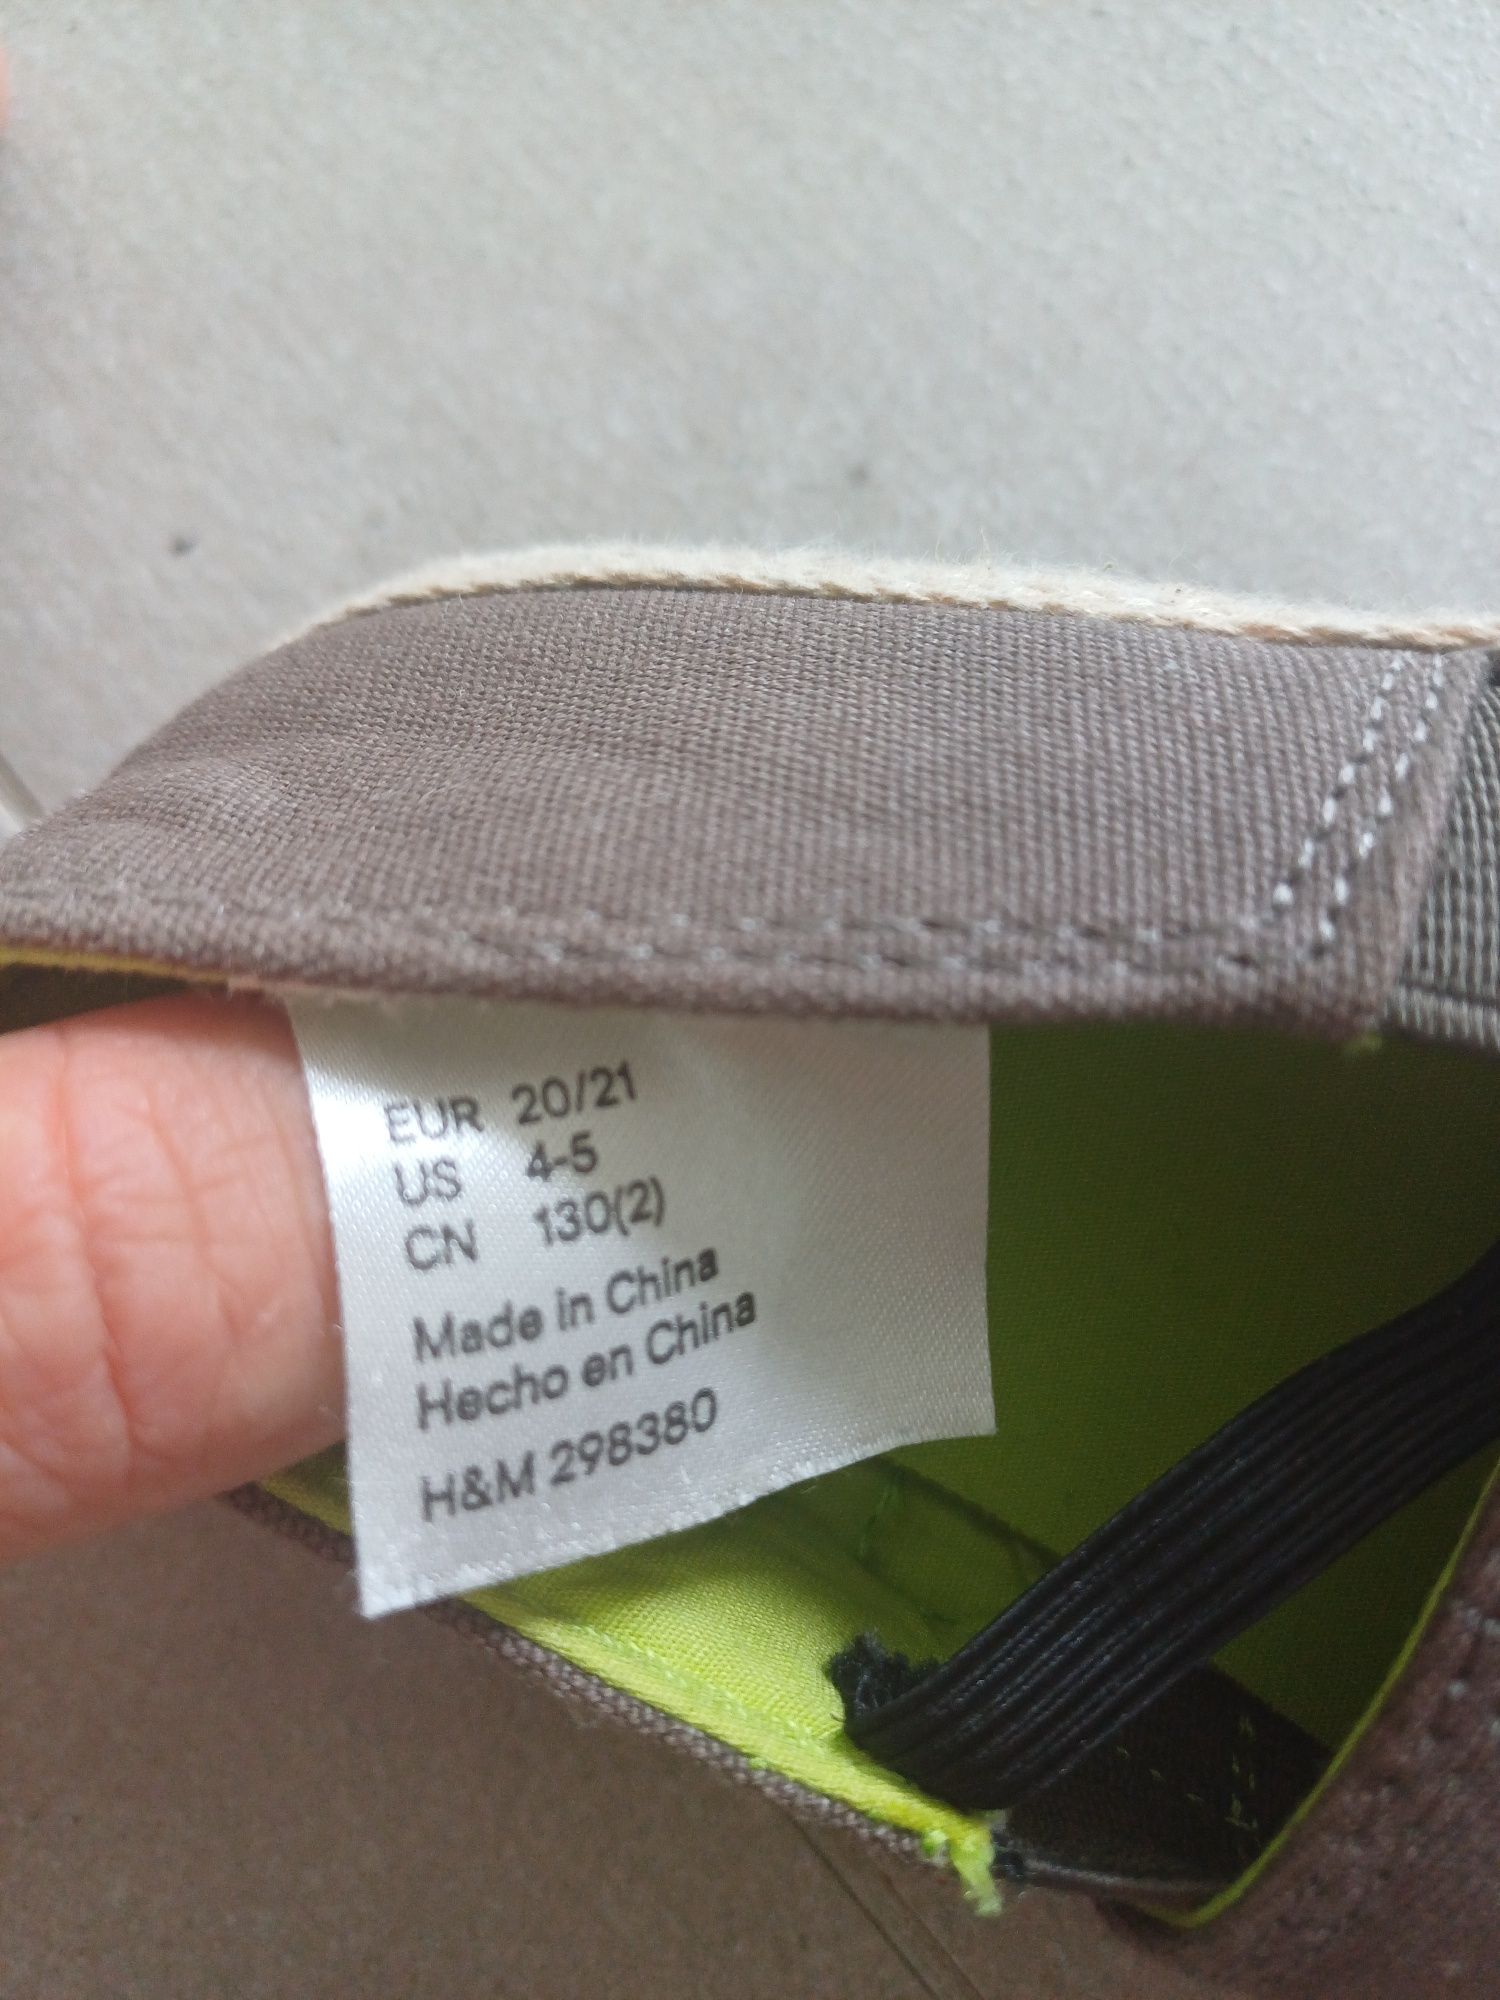 EUR 20/21
US 4-5
CN 130(2)
Made in China
Hecho en China
H&M 298380